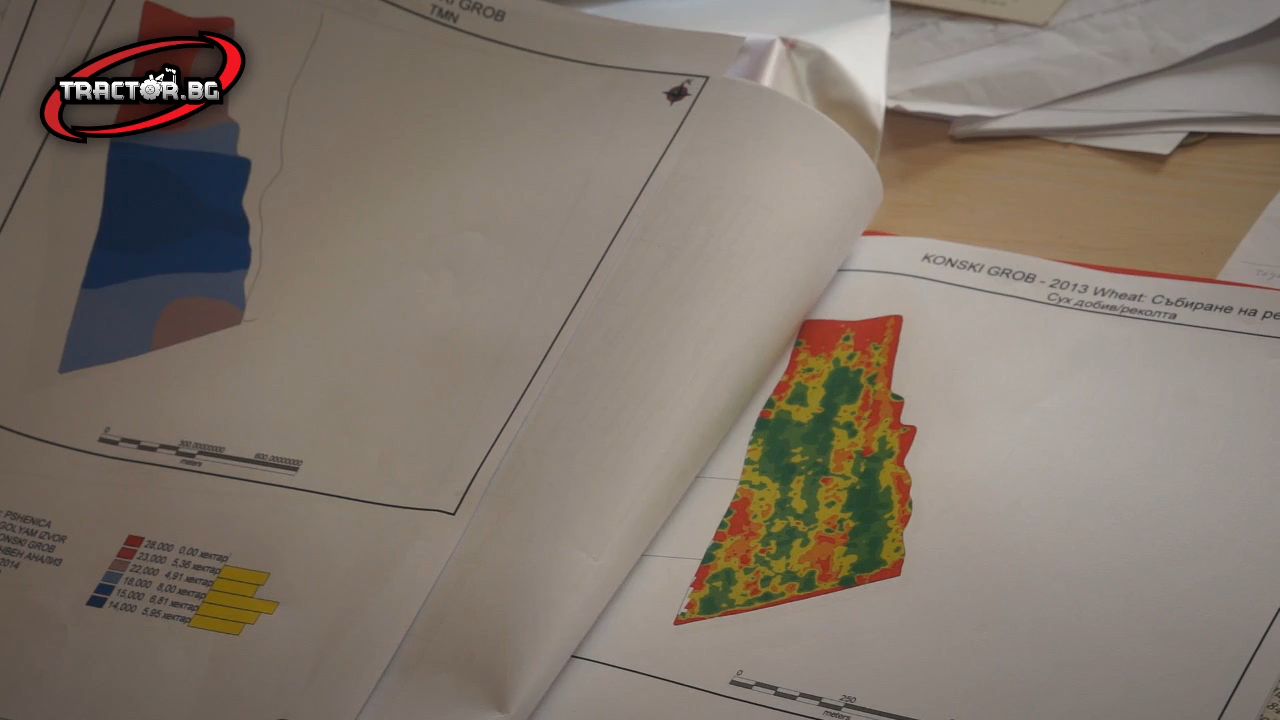 TRACTOR.BG
GROB
TMN
0 300,00000000 600,00000000
meters
PSHENICA
GOLYAM IZVOR
KONSKI GROB
АНАЛИЗ
2014
28,000 0,00 хектар
23,000 5,36 хектар
22,000 4,91 хектар
18,000 8,00 хектар
15,000 6,81 хектар
14,000 5,95 хектар
KONSKI GROB - 2013 Wheat: Събиране на ре
Сух добив/реколта
0 250
meters